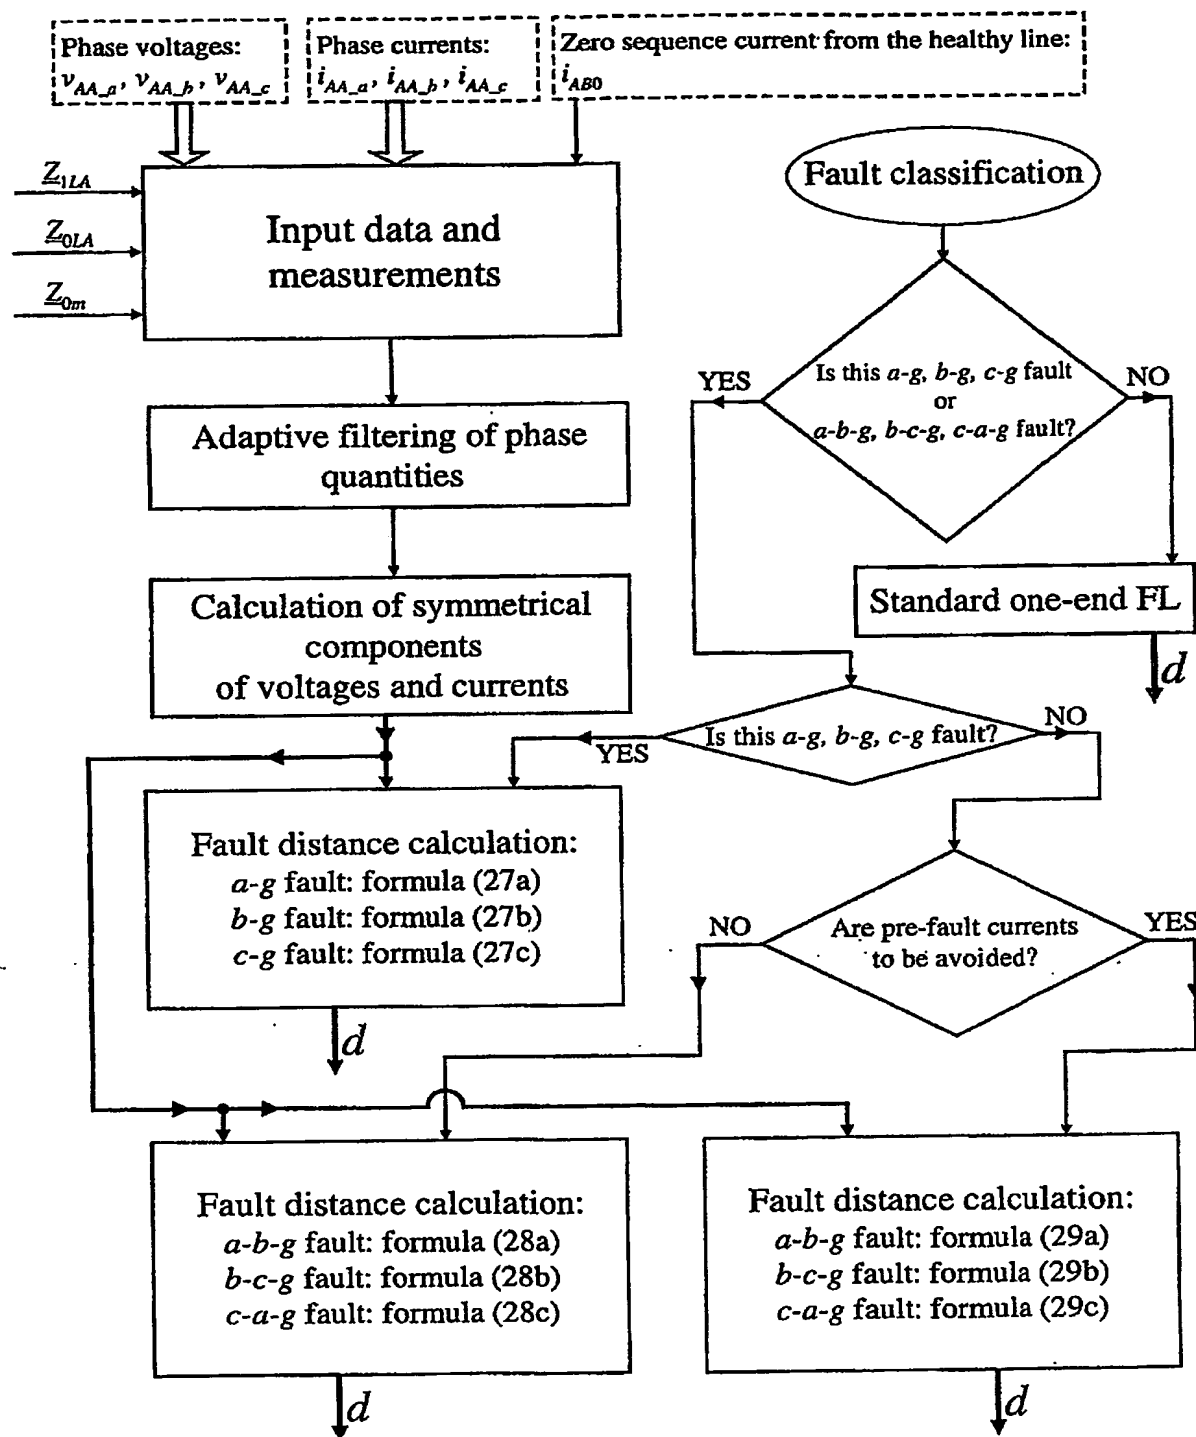 Phase voltages:
v_AA_a, v_AA_b, v_AA_c
Phase currents:
i_AA_a, i_AA_b, i_AA_c
Zero sequence current from the healthy line:
i_AB0
Z_1LA
Z_0LA
Z_0m
Input data and
measurements
Adaptive filtering of phase
quantities
Calculation of symmetrical
components
of voltages and currents
Fault classification
YES
Is this a-g, b-g, c-g fault
or
a-b-g, b-c-g, c-a-g fault?
NO
Standard one-end FL
d
Is this a-g, b-g, c-g fault?
YES
NO
Fault distance calculation:
a-g fault: formula (27a)
b-g fault: formula (27b)
c-g fault: formula (27c)
d
NO
Are pre-fault currents
to be avoided?
YES
Fault distance calculation:
a-b-g fault: formula (28a)
b-c-g fault: formula (28b)
c-a-g fault: formula (28c)
d
Fault distance calculation:
a-b-g fault: formula (29a)
b-c-g fault: formula (29b)
c-a-g fault: formula (29c)
d